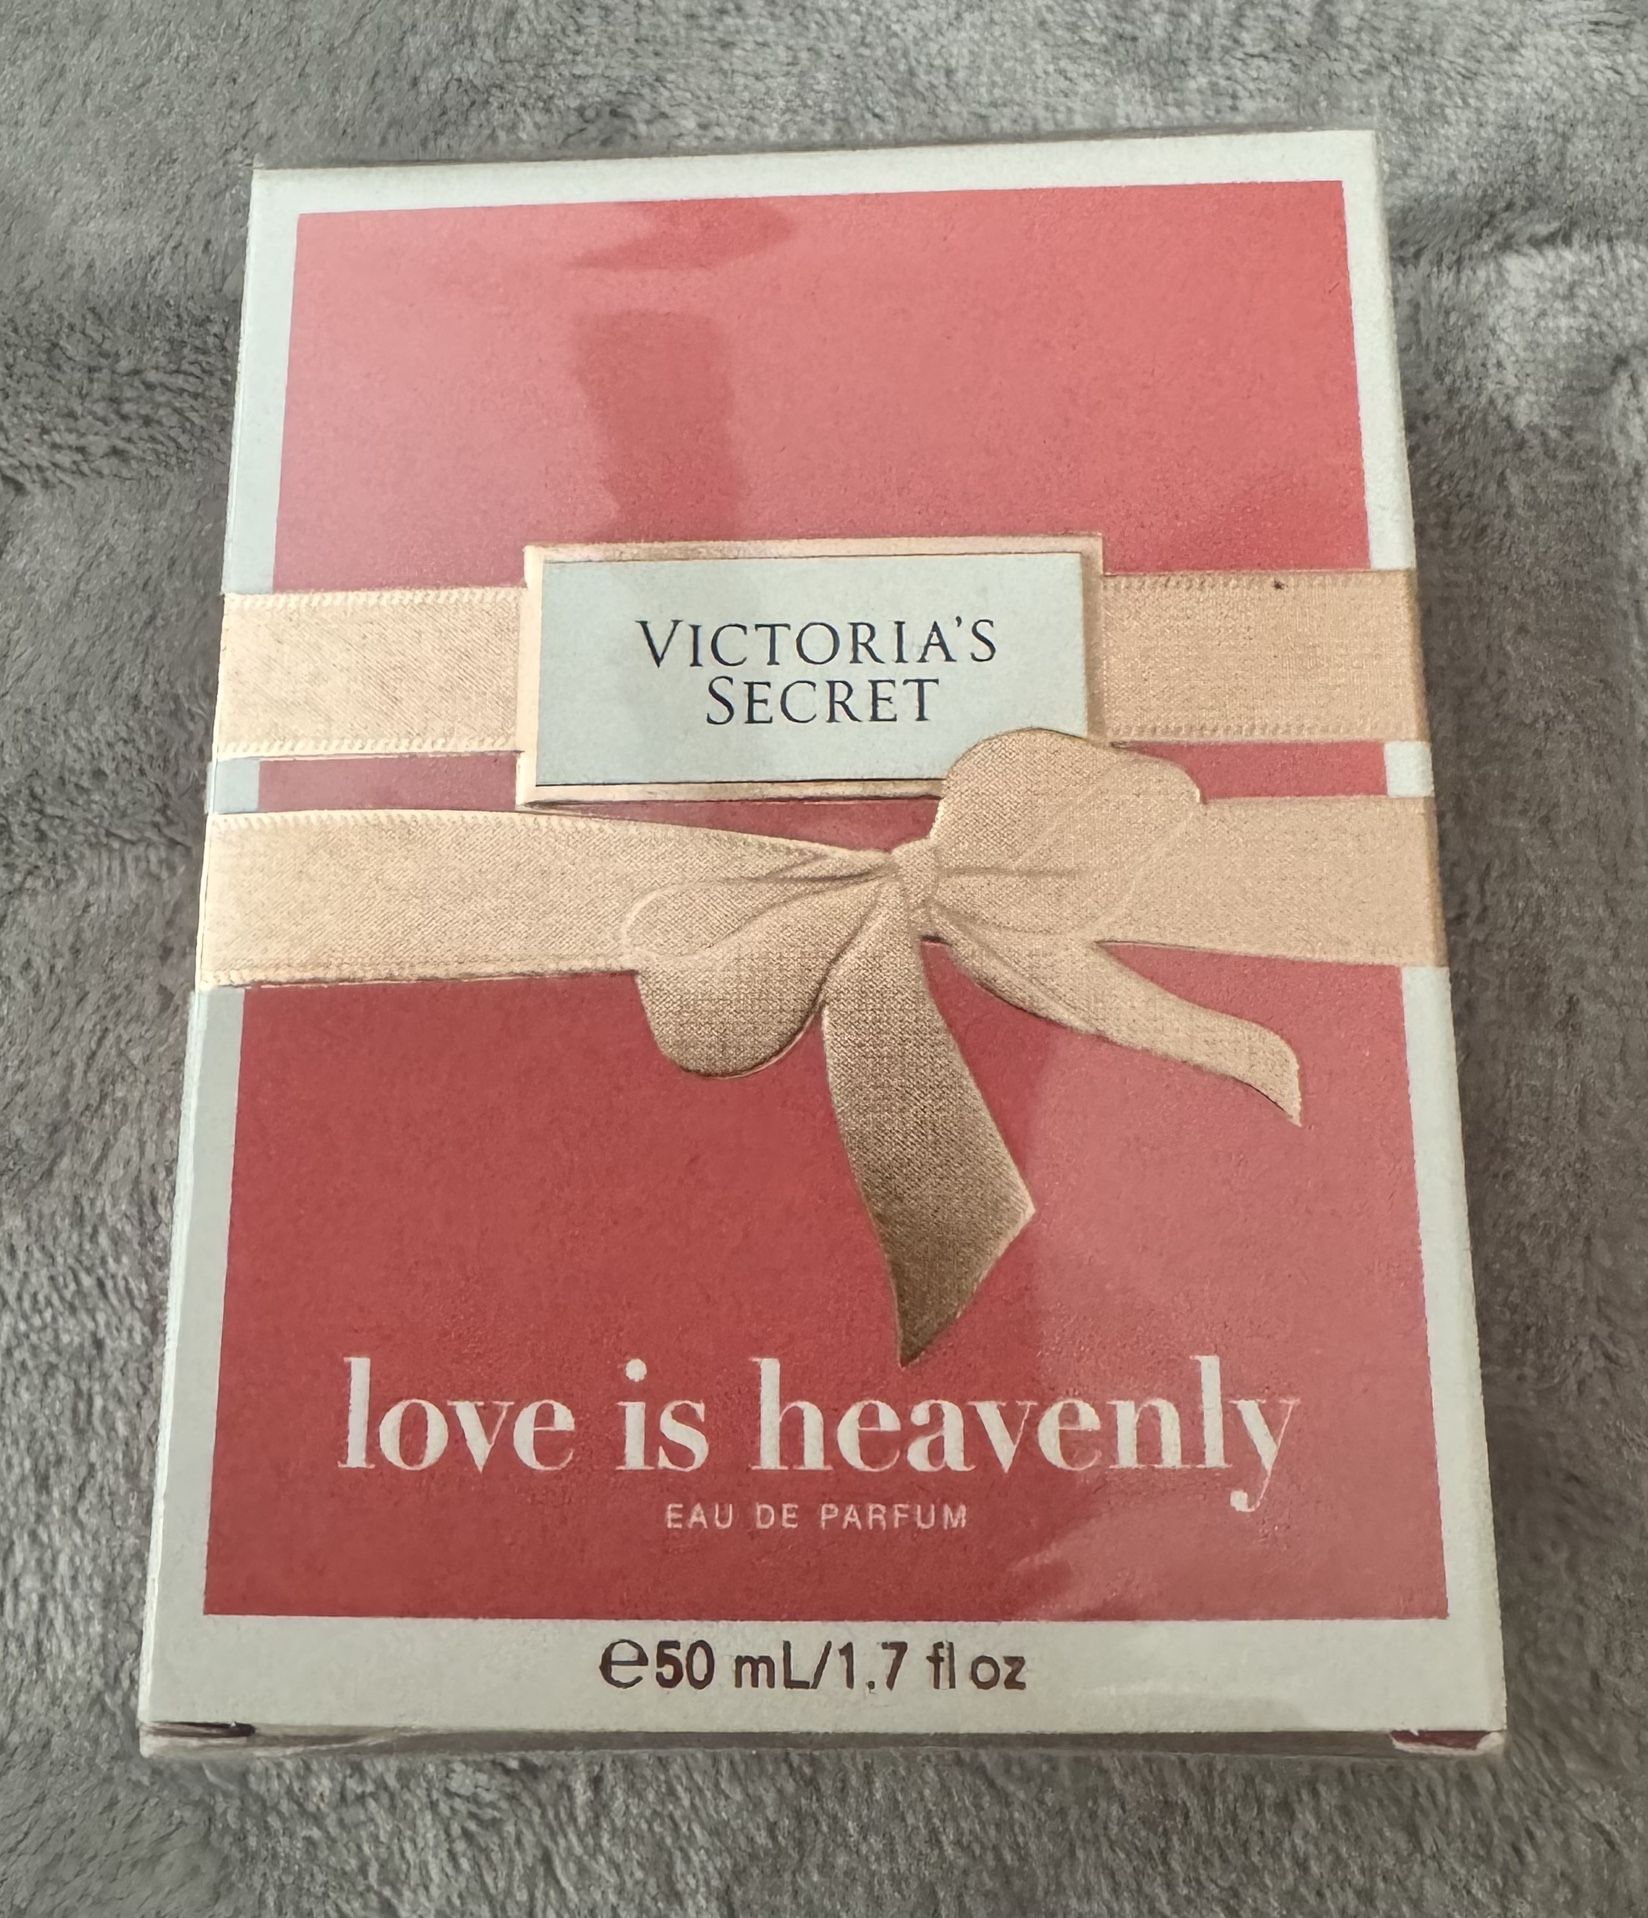 VICTORIA'S
SECRET
love is heavenly
EAU DE PARFUM
℮50 mL/1.7 fl oz